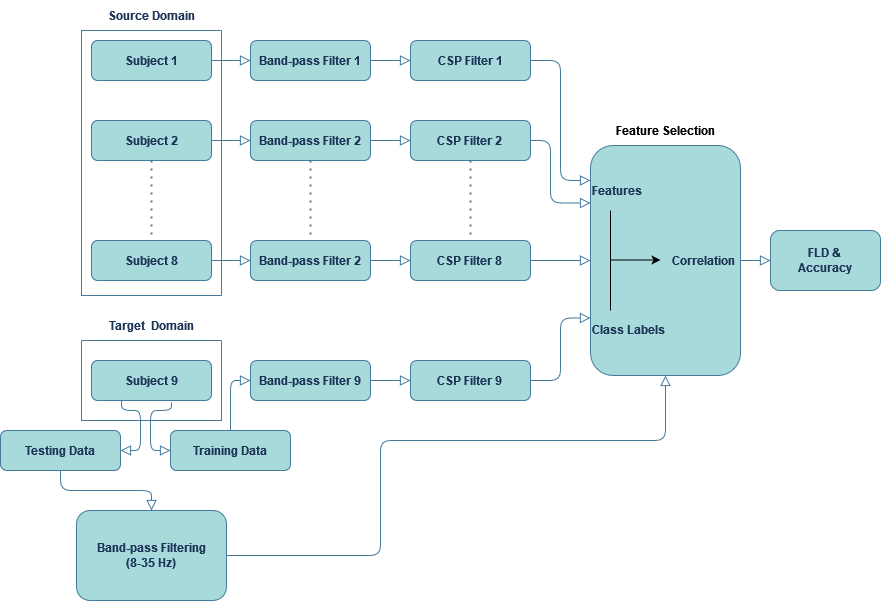 Source Domain
Subject 1
Band-pass Filter 1
CSP Filter 1
Subject 2
Band-pass Filter 2
CSP Filter 2
Feature Selection
Features
Subject 8
Band-pass Filter 2
CSP Filter 8
Correlation
FLD &
Accuracy
Target Domain
Class Labels
Subject 9
Band-pass Filter 9
CSP Filter 9
Testing Data
Training Data
Band-pass Filtering
(8-35 Hz)